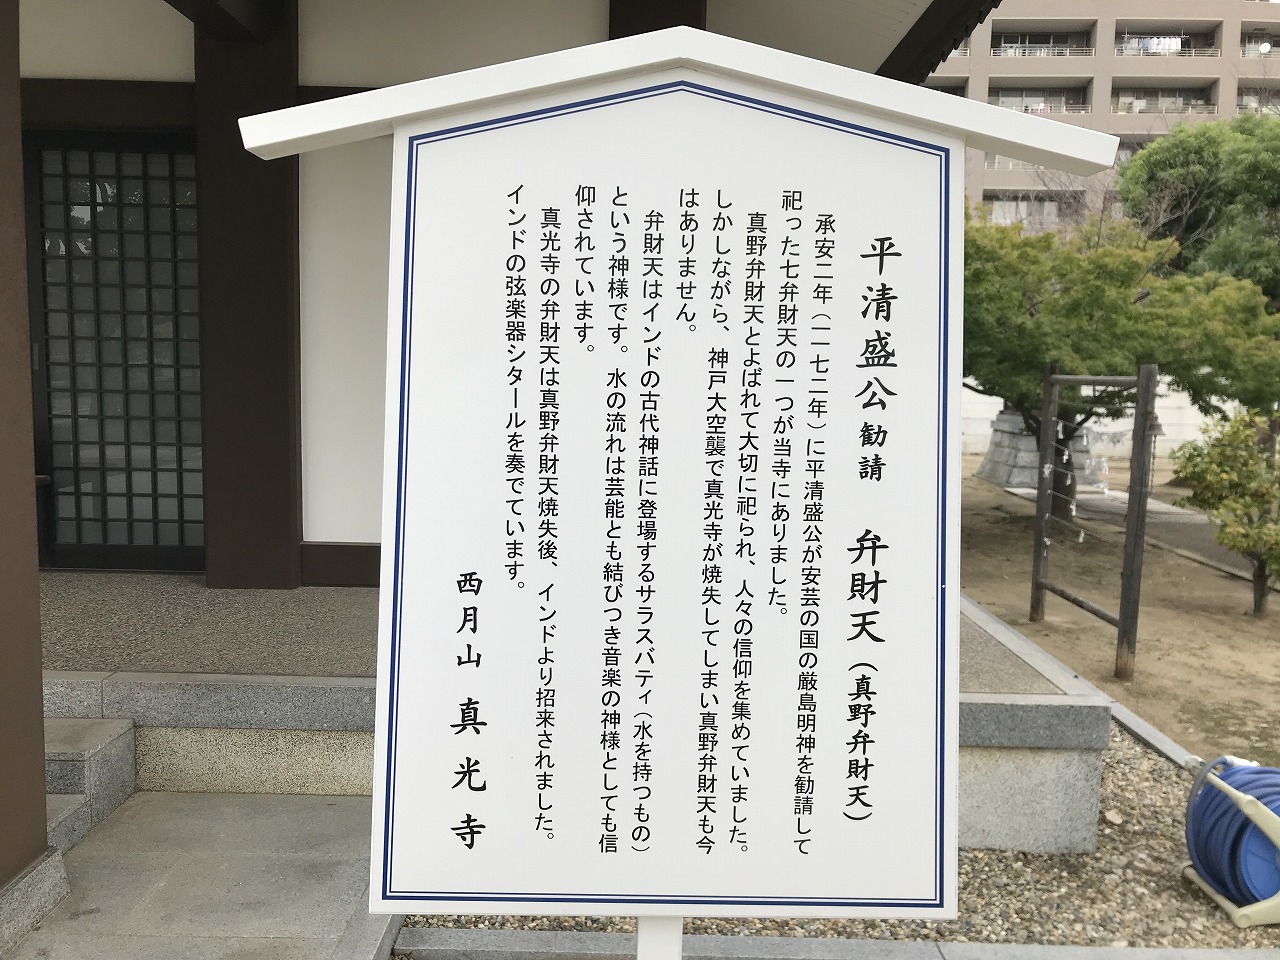 平清盛公勧請　弁財天（真野弁財天）
　承安二年（一一七二年）に平清盛公が安芸の国の厳島明神を勧請して
祀った七弁財天の一つが当寺にありました。
　真野弁財天とよばれて大切に祀られ、人々の信仰を集めていました。
しかしながら、神戸大空襲で真光寺が焼失してしまい真野弁財天も今
はありません。
　弁財天はインドの古代神話に登場するサラスバティ（水を持つもの）
という神様です。水の流れは芸能とも結びつき音楽の神様としても信
仰されています。
　真光寺の弁財天は真野弁財天焼失後、インドより招来されました。
インドの弦楽器シタールを奏でています。
西月山　真光寺